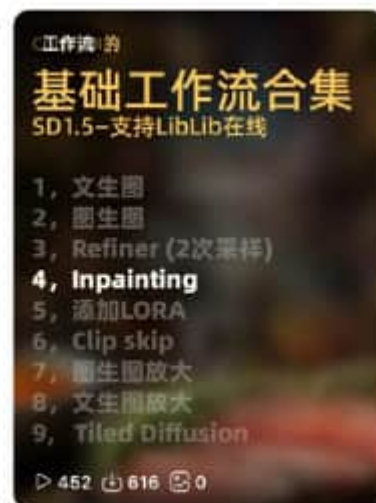 工作流 的
基础工作流合集
SD1.5-支持LibLib在线
1，文生图
2，图生图
3，Refiner (2次采样)
4，Inpainting
5，添加LORA
6，Clip skip
7，图生图放大
8，文生图放大
9，Tiled Diffusion
452 616 0